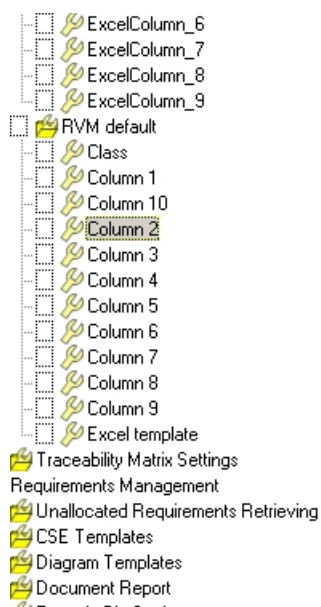 ExcelColumn_6
ExcelColumn_7
ExcelColumn_8
ExcelColumn_9
RVM default
Class
Column 1
Column 10
Column 2
Column 3
Column 4
Column 5
Column 6
Column 7
Column 8
Column 9
Excel template
Traceability Matrix Settings
Requirements Management
Unallocated Requirements Retrieving
CSE Templates
Diagram Templates
Document Report